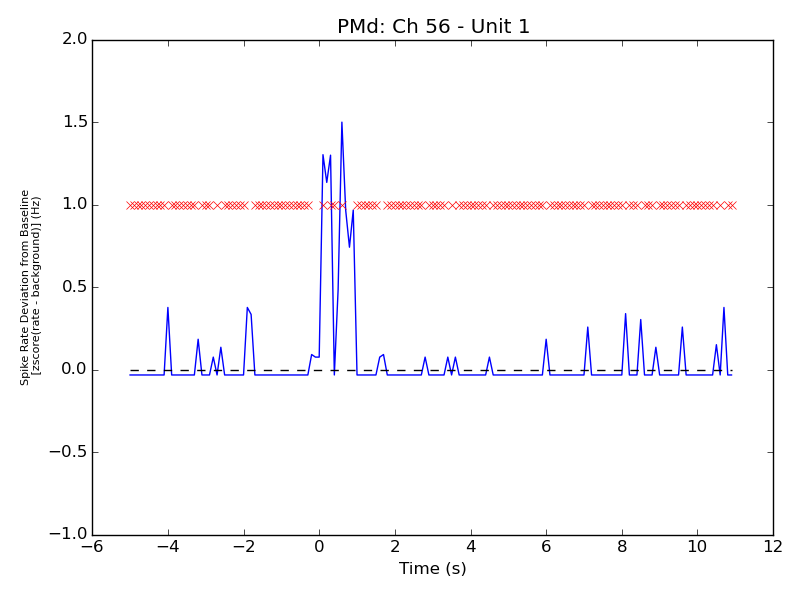 PMd: Ch 56 - Unit 1
2.0
1.5
1.0
0.5
0.0
−0.5
−1.0
Spike Rate Deviation from Baseline
[zscore(rate - background)] (Hz)
−6 −4 −2 0 2 4 6 8 10 12
Time (s)